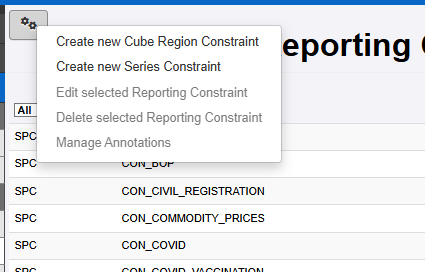 Create new Cube Region Constraint
Reporting
Create new Series Constraint
Edit selected Reporting Constraint
Delete selected Reporting Constraint
All
Manage Annotations
SPC
SPC CON_BOP
SPC CON_CIVIL_REGISTRATION
SPC CON_COMMODITY_PRICES
SPC CON_COVID
SPC CON_COVID_VACCINATION